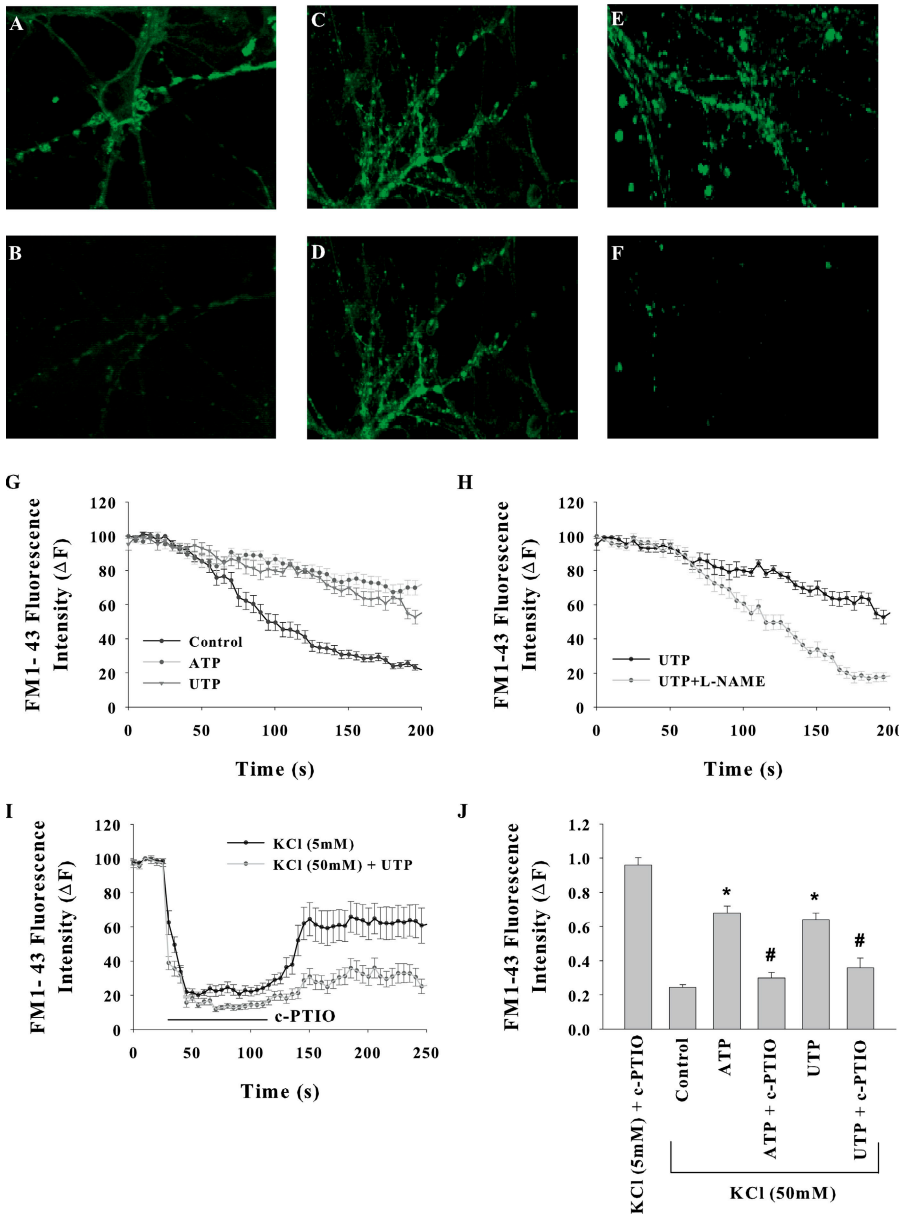 A
C
E
B
D
F
G
FM1- 43 Fluorescence
Intensity (ΔF)
120
100
80
60
40
20
0
Control
ATP
UTP
0
50
100
150
200
Time (s)
H
FM1-43 Fluorescence
Intensity (ΔF)
120
100
80
60
40
20
0
UTP
UTP+L-NAME
0
50
100
150
200
Time (s)
I
FM1- 43 Fluorescence
Intensity (ΔF)
120
100
80
60
40
20
0
KCl (5mM)
KCl (50mM) + UTP
c-PTIO
0
50
100
150
200
250
Time (s)
J
FM1-43 Fluorescence
Intensity (ΔF)
1.2
1.0
0.8
0.6
0.4
0.2
0.0
*
#
*
#
KCl (5mM) + c-PTIO
Control
ATP
ATP + c-PTIO
UTP
UTP + c-PTIO
KCl (50mM)